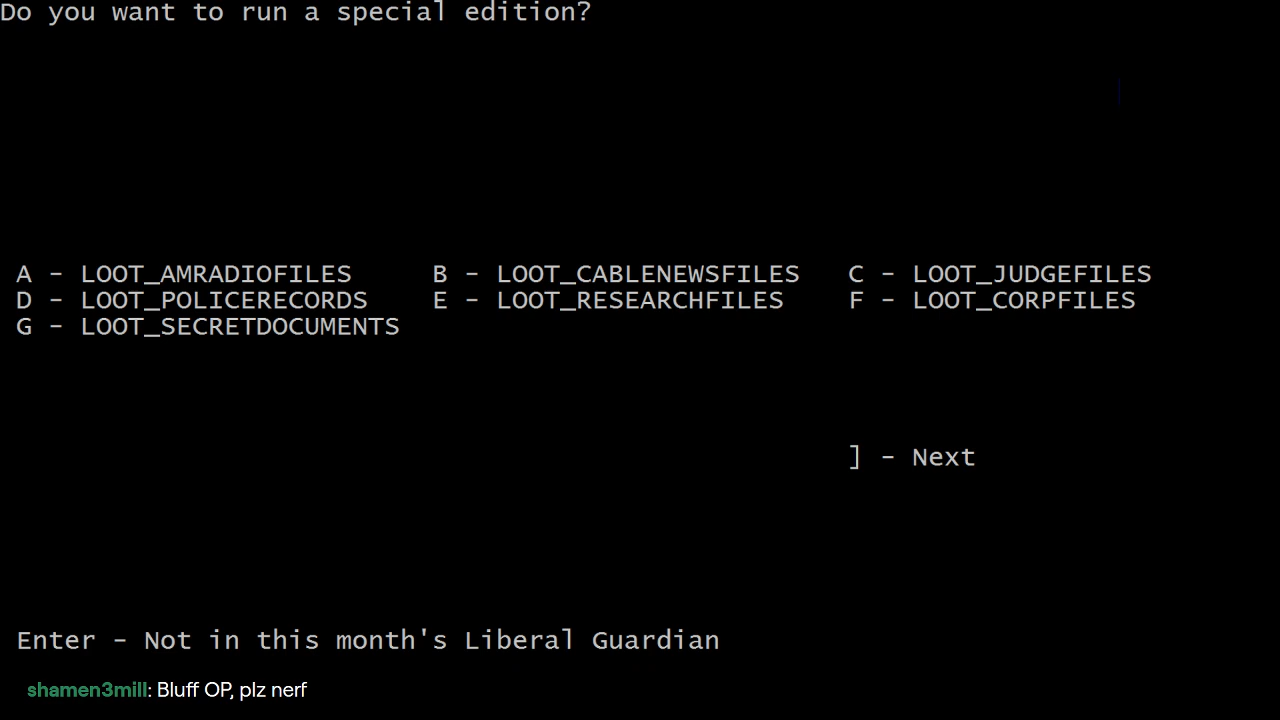 Do you want to run a special edition?
A - LOOT_AMRADIOFILES B - LOOT_CABLENEWSFILES C - LOOT_JUDGEFILES
D - LOOT_POLICERECORDS E - LOOT_RESEARCHFILES F - LOOT_CORPFILES
G - LOOT_SECRETDOCUMENTS
] - Next
Enter - Not in this month's Liberal Guardian
shamen3mill: Bluff OP, plz nerf